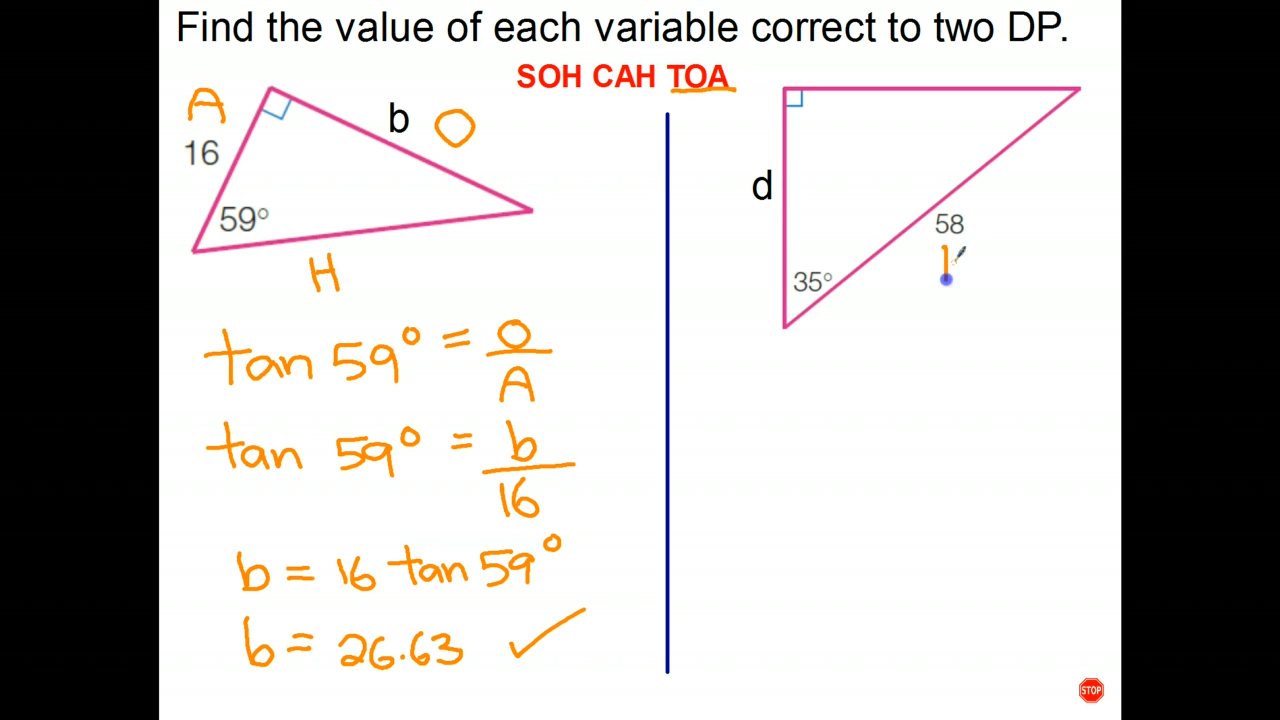 Find the value of each variable correct to two DP.
SOH CAH TOA
A
16
b O
59°
H
tan 59° = O/A
tan 59° = b/16
b = 16 tan 59°
b = 26.63 ✓
d
58
35°
STOP